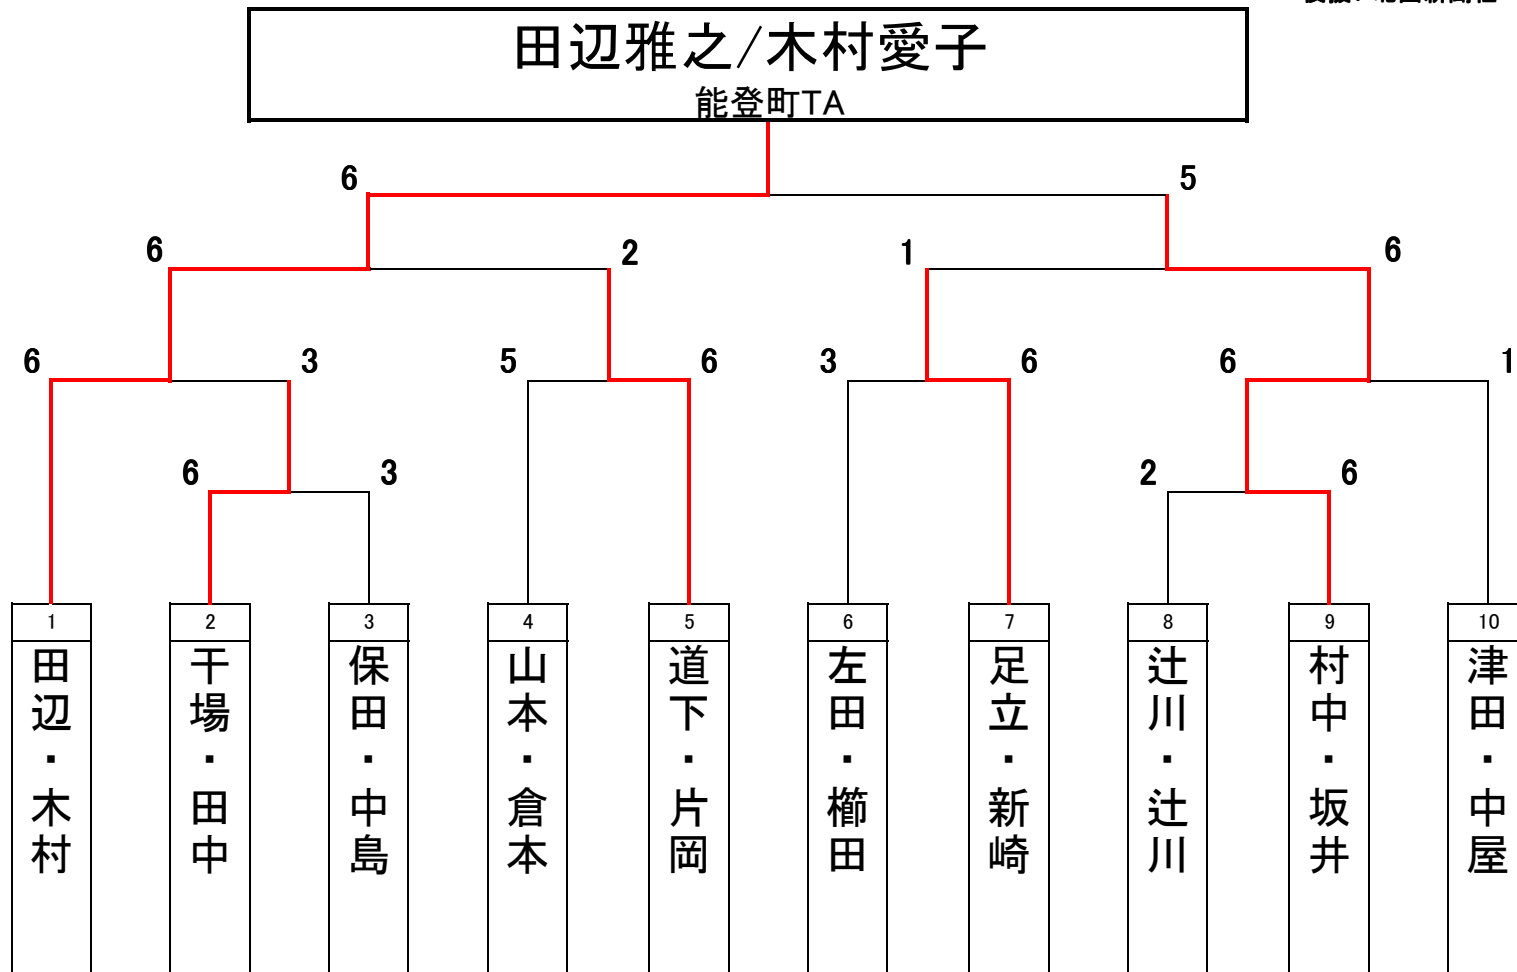 田辺雅之/木村愛子
能登町TA
6 5
6 2 1 6
6 3 5 6 3 6 6 1
6 3 2 6
1 2 3 4 5 6 7 8 9 10
田辺・木村
干場・田中
保田・中島
山本・倉本
道下・片岡
左田・櫛田
足立・新崎
辻川・辻川
村中・坂井
津田・中屋